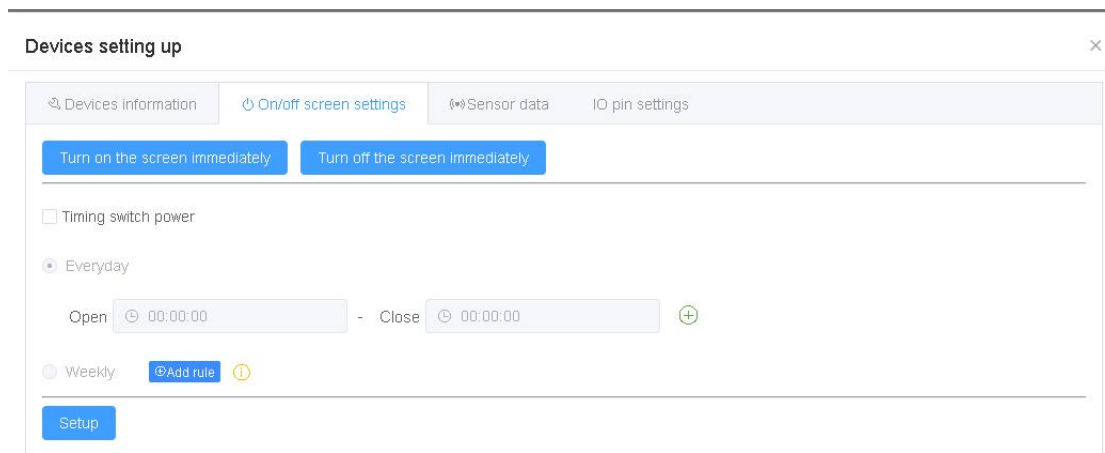 Devices setting up
Devices information On/off screen settings Sensor data IO pin settings
Turn on the screen immediately Turn off the screen immediately
Timing switch power
Everyday
Open 00:00:00 - Close 00:00:00
Weekly Add rule
Setup